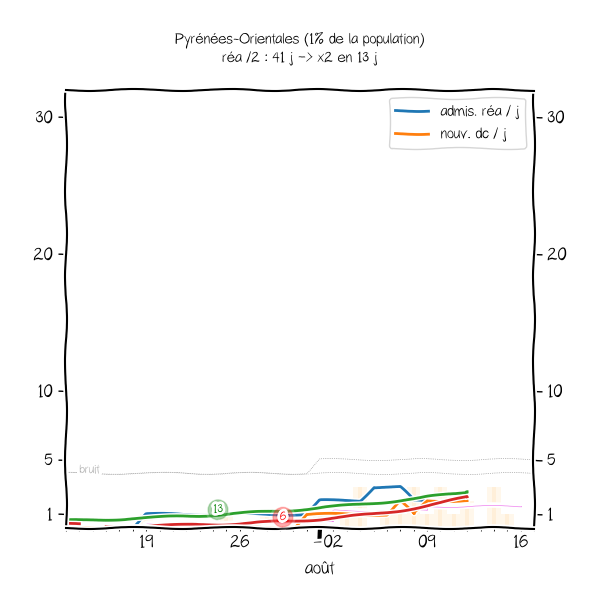 Pyrénées-Orientales (1% de la population)
réa /2 : 41 j -> x2 en 13 j
admis. réa / j
nouv. dc / j
30
30
20
20
10
10
5
5
bruit
1
1
13
6
19
26
02
09
16
août